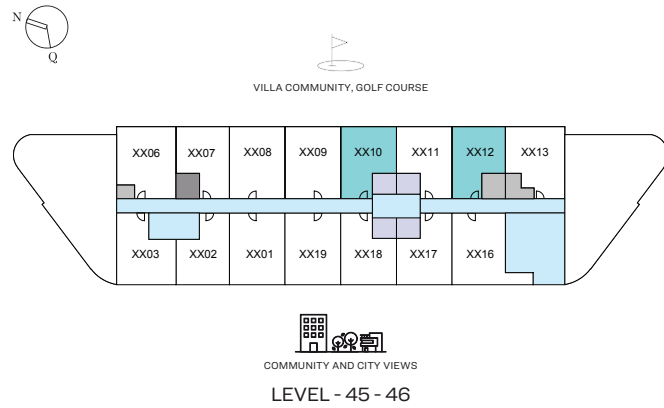 N
Q
VILLA COMMUNITY, GOLF COURSE
XX06 XX07 XX08 XX09 XX10 XX11 XX12 XX13
XX03 XX02 XX01 XX19 XX18 XX17 XX16
COMMUNITY AND CITY VIEWS
LEVEL - 45 - 46